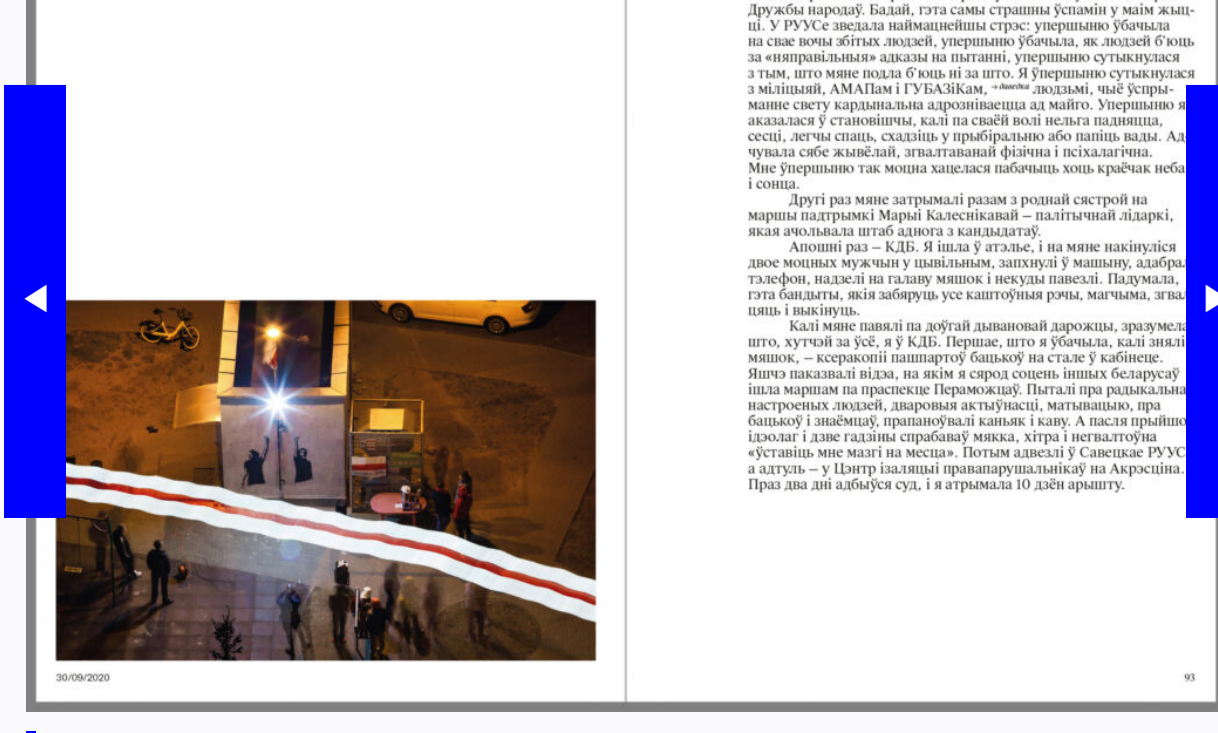 Дружбы народаў. Бадай, гэта самы страшны ўспамін у маім жыц-
ці. У РУУСе зведала наймацнейшы стрэс: упершыню ўбачыла
на свае вочы збітых людзей, упершыню ўбачыла, як людзей б’юць
за «няправільныя» адказы на пытанні, упершыню сутыкнулася
з тым, што мяне подла б’юць ні за што. Я ўпершыню сутыкнулася
з міліцыяй, АМАПам і ГУБАЗіКам, → даведка людзьмі, чыё ўспры-
манне свету кардынальна адрозніваецца ад майго. Упершыню я
аказалася ў становішчы, калі па сваёй волі нельга падняцца,
сесці, легчы спаць, схадзіць у прыбіральню або папіць вады. Ад
чувала сябе жывёлай, згвалтаванай фізічна і псіхалагічна.
Мне ўпершыню так моцна хацелася пабачыць хоць краёчак неба
і сонца.
Другі раз мяне затрымалі разам з роднай сястрой на
маршы падтрымкі Марыі Калеснікавай – палітычнай лідаркі,
якая ачольвала штаб аднога з кандыдатаў.
Апошні раз – КДБ. Я ішла ў атэлье, і на мяне накінуліся
двое моцных мужчын у цывільным, запхнулі ў машыну, адабрал
тэлефон, надзелі на галаву мяшок і некуды павезлі. Падумала,
гэта бандыты, якія забяруць усе каштоўныя рэчы, магчыма, згвал
цяць і выкінуць.
Калі мяне павялі па доўгай дывановай дарожцы, зразумела
што, хутчэй за ўсё, я ў КДБ. Першае, што я ўбачыла, калі знялі
мяшок, – ксеракопіі пашпартоў бацькоў на стале ў кабінеце.
Яшчэ паказвалі відэа, на якім я сярод соцень іншых беларусаў
ішла маршам па праспекце Пераможцаў. Пыталі пра радыкальна
настроеных людзей, дваровыя актыўнасці, матывацыю, пра
бацькоў і знаёмцаў, прапаноўвалі каньяк і каву. А пасля прыйшо
ідэолаг і дзве гадзіны спрабаваў мякка, хітра і негвалтоўна
«ўставіць мне мазгі на месца». Потым адвезлі ў Савецкае РУУС
а адтуль – у Цэнтр ізаляцыі правапарушальнікаў на Акрэсціна.
Праз два дні адбыўся суд, і я атрымала 10 дзён арышту.
30/09/2020
93